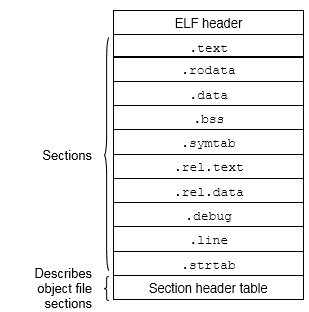 ELF header
.text
.rodata
.data
.bss
.symtab
.rel.text
.rel.data
.debug
.line
.strtab
Section header table
Sections
Describes
object file
sections